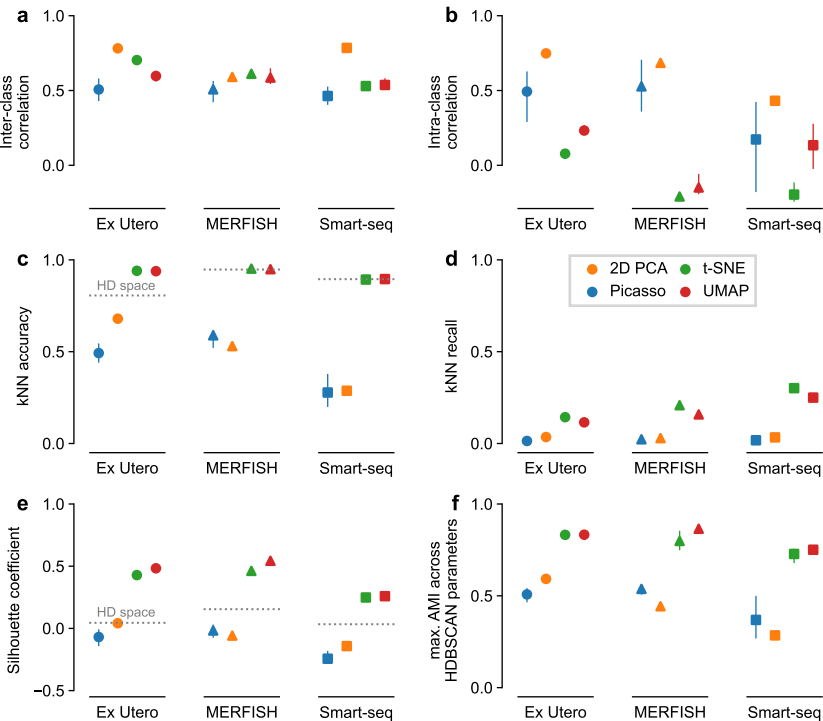 a
1.0
0.5
0.0
Inter-class
correlation
Ex Utero MERFISH Smart-seq
b
1.0
0.5
0.0
Intra-class
correlation
Ex Utero MERFISH Smart-seq
c
1.0
0.5
0.0
kNN accuracy
HD space
Ex Utero MERFISH Smart-seq
d
1.0
0.5
0.0
kNN recall
2D PCA t-SNE
Picasso UMAP
Ex Utero MERFISH Smart-seq
e
1.0
0.5
0.0
−0.5
Silhouette coefficient
HD space
Ex Utero MERFISH Smart-seq
f
1.0
0.5
0.0
max. AMI across
HDBSCAN parameters
Ex Utero MERFISH Smart-seq